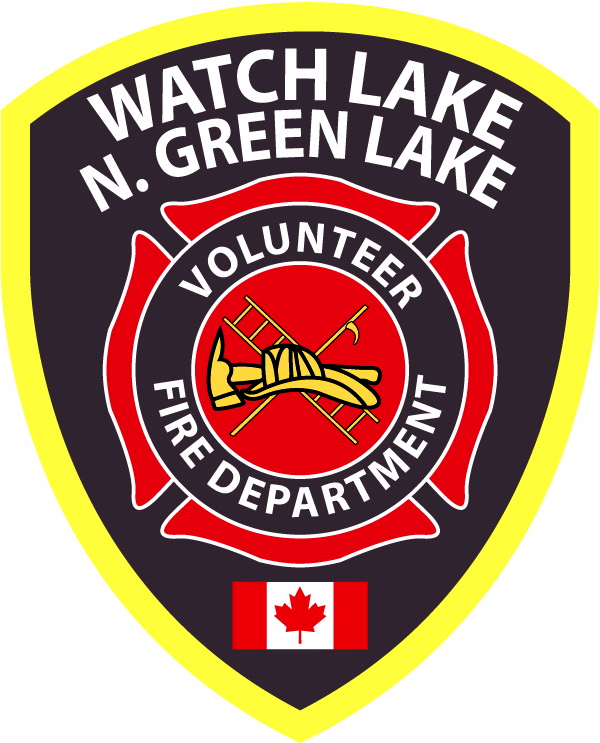 WATCH LAKE
N. GREEN LAKE
VOLUNTEER
FIRE DEPARTMENT